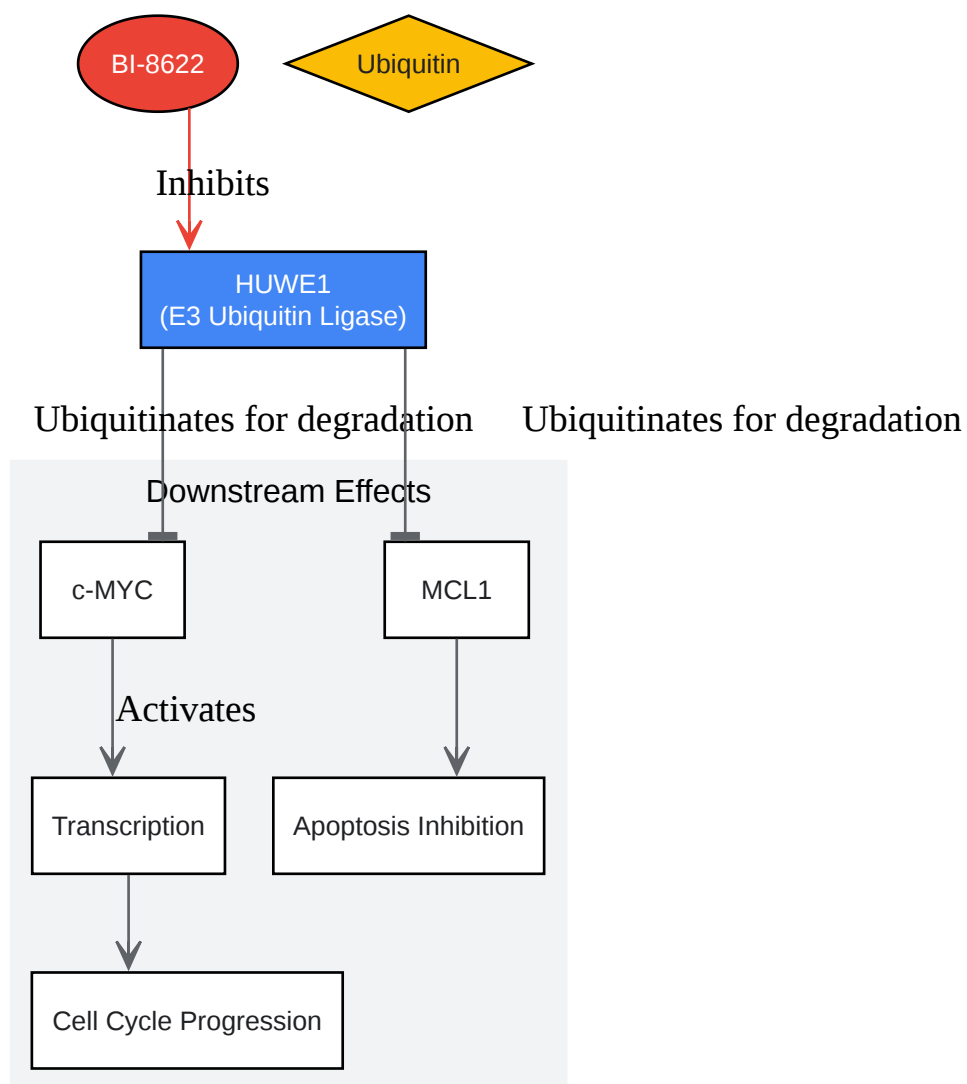 BI-8622
Ubiquitin
Inhibits
HUWE1
(E3 Ubiquitin Ligase)
Ubiquitinates for degradation
Ubiquitinates for degradation
Downstream Effects
c-MYC
MCL1
Activates
Transcription
Apoptosis Inhibition
Cell Cycle Progression